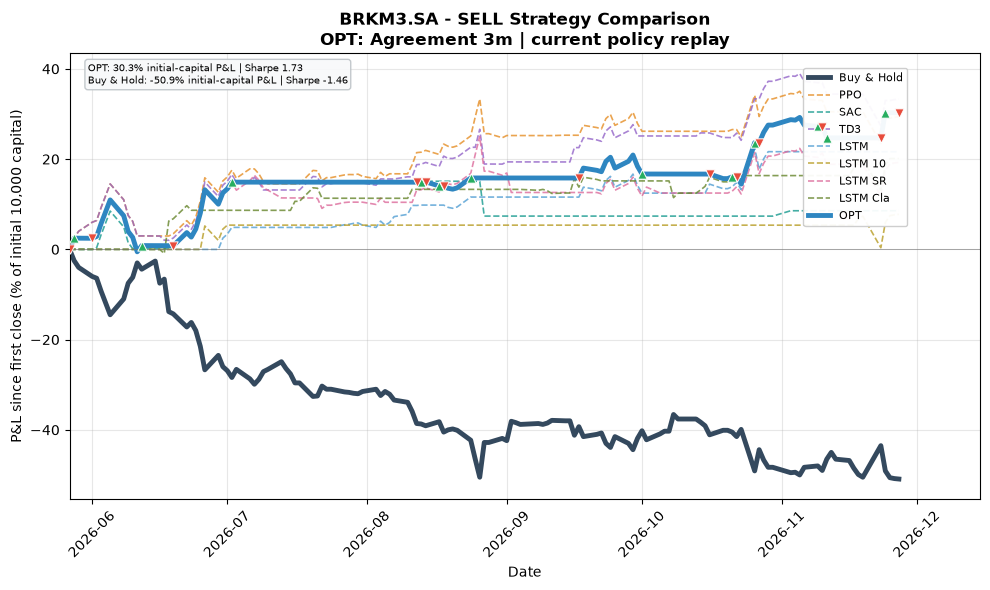 BRKM3.SA - SELL Strategy Comparison
OPT: Agreement 3m | current policy replay
OPT: 30.3% initial-capital P&L | Sharpe 1.73
Buy & Hold: -50.9% initial-capital P&L | Sharpe -1.46
Buy & Hold
PPO
SAC
TD3
LSTM
LSTM 10
LSTM SR
LSTM Cla
OPT
P&L since first close (% of initial 10,000 capital)
40
20
0
−20
−40
2026-06
2026-07
2026-08
2026-09
2026-10
2026-11
2026-12
Date